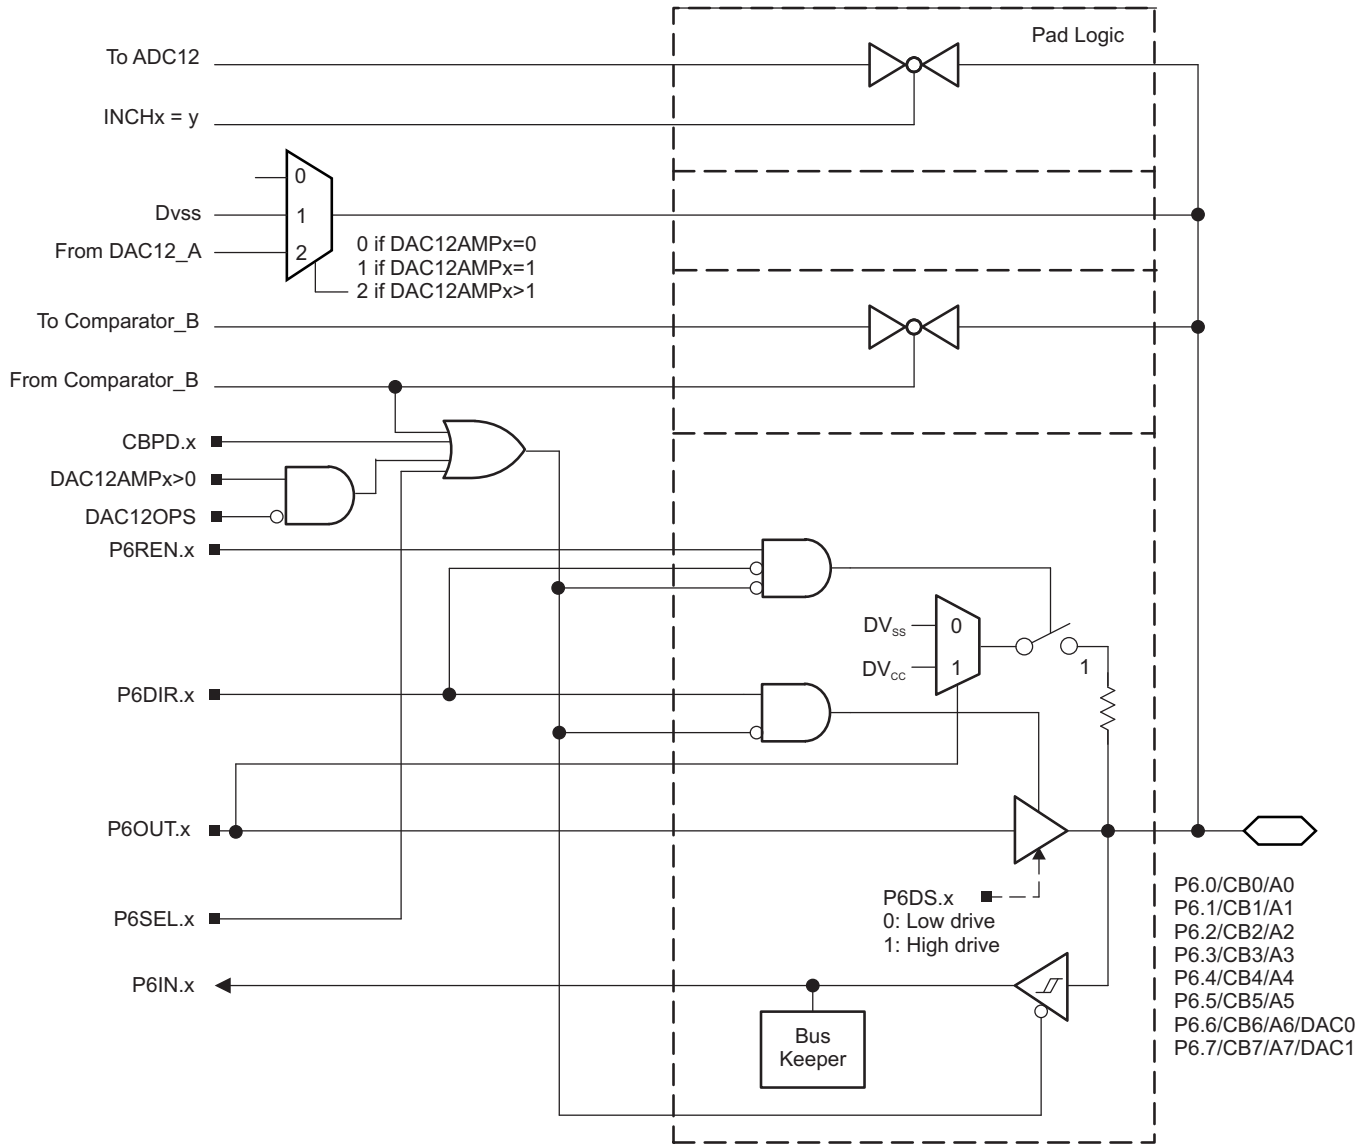 Pad Logic
To ADC12
INCHx = y
0
Dvss
1
From DAC12_A
2
0 if DAC12AMPx=0
1 if DAC12AMPx=1
2 if DAC12AMPx>1
To Comparator_B
From Comparator_B
CBPD.x
DAC12AMPx>0
DAC12OPS
P6REN.x
DVSS
0
DVCC
1
1
P6DIR.x
P6OUT.x
P6DS.x
0: Low drive
1: High drive
P6SEL.x
P6IN.x
Bus
Keeper
P6.0/CB0/A0
P6.1/CB1/A1
P6.2/CB2/A2
P6.3/CB3/A3
P6.4/CB4/A4
P6.5/CB5/A5
P6.6/CB6/A6/DAC0
P6.7/CB7/A7/DAC1